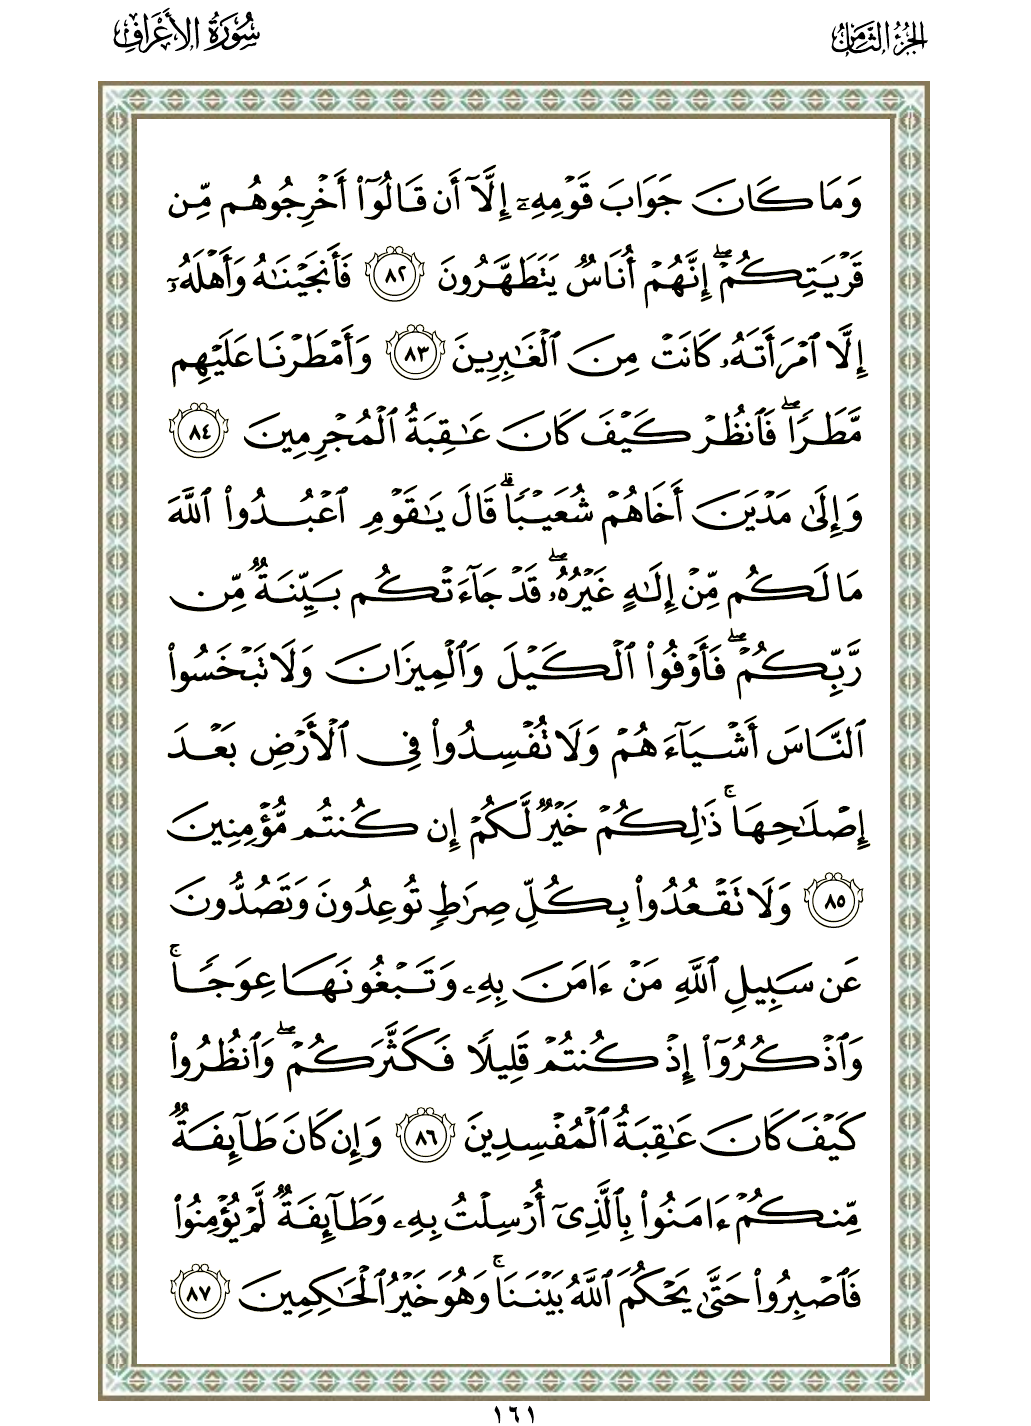 الجزء الثامن
سورة الأعراف
وَمَا كَانَ جَوَابَ قَوْمِهِۦٓ إِلَّآ أَن قَالُوٓا۟ أَخْرِجُوهُم مِّن
قَرْيَتِكُمْ ۖ إِنَّهُمْ أُنَاسٌ يَتَطَهَّرُونَ ٨٢ فَأَنجَيْنَٰهُ وَأَهْلَهُۥٓ
إِلَّا ٱمْرَأَتَهُۥ كَانَتْ مِنَ ٱلْغَٰبِرِينَ ٨٣ وَأَمْطَرْنَا عَلَيْهِم
مَّطَرًا ۖ فَٱنظُرْ كَيْفَ كَانَ عَٰقِبَةُ ٱلْمُجْرِمِينَ ٨٤
وَإِلَىٰ مَدْيَنَ أَخَاهُمْ شُعَيْبًا ۗ قَالَ يَٰقَوْمِ ٱعْبُدُوا۟ ٱللَّهَ
مَا لَكُم مِّنْ إِلَٰهٍ غَيْرُهُۥ ۖ قَدْ جَآءَتْكُم بَيِّنَةٌ مِّن
رَّبِّكُمْ ۖ فَأَوْفُوا۟ ٱلْكَيْلَ وَٱلْمِيزَانَ وَلَا تَبْخَسُوا۟
ٱلنَّاسَ أَشْيَآءَهُمْ وَلَا تُفْسِدُوا۟ فِى ٱلْأَرْضِ بَعْدَ
إِصْلَٰحِهَا ۚ ذَٰلِكُمْ خَيْرٌ لَّكُمْ إِن كُنتُم مُّؤْمِنِينَ
٨٥ وَلَا تَقْعُدُوا۟ بِكُلِّ صِرَٰطٍ تُوعِدُونَ وَتَصُدُّونَ
عَن سَبِيلِ ٱللَّهِ مَنْ ءَامَنَ بِهِۦ وَتَبْغُونَهَا عِوَجًا ۚ
وَٱذْكُرُوٓا۟ إِذْ كُنتُمْ قَلِيلًا فَكَثَّرَكُمْ ۖ وَٱنظُرُوا۟
كَيْفَ كَانَ عَٰقِبَةُ ٱلْمُفْسِدِينَ ٨٦ وَإِن كَانَ طَآئِفَةٌ
مِّنكُمْ ءَامَنُوا۟ بِٱلَّذِىٓ أُرْسِلْتُ بِهِۦ وَطَآئِفَةٌ لَّمْ يُؤْمِنُوا۟
فَٱصْبِرُوا۟ حَتَّىٰ يَحْكُمَ ٱللَّهُ بَيْنَنَا ۚ وَهُوَ خَيْرُ ٱلْحَٰكِمِينَ ٨٧
١٦١